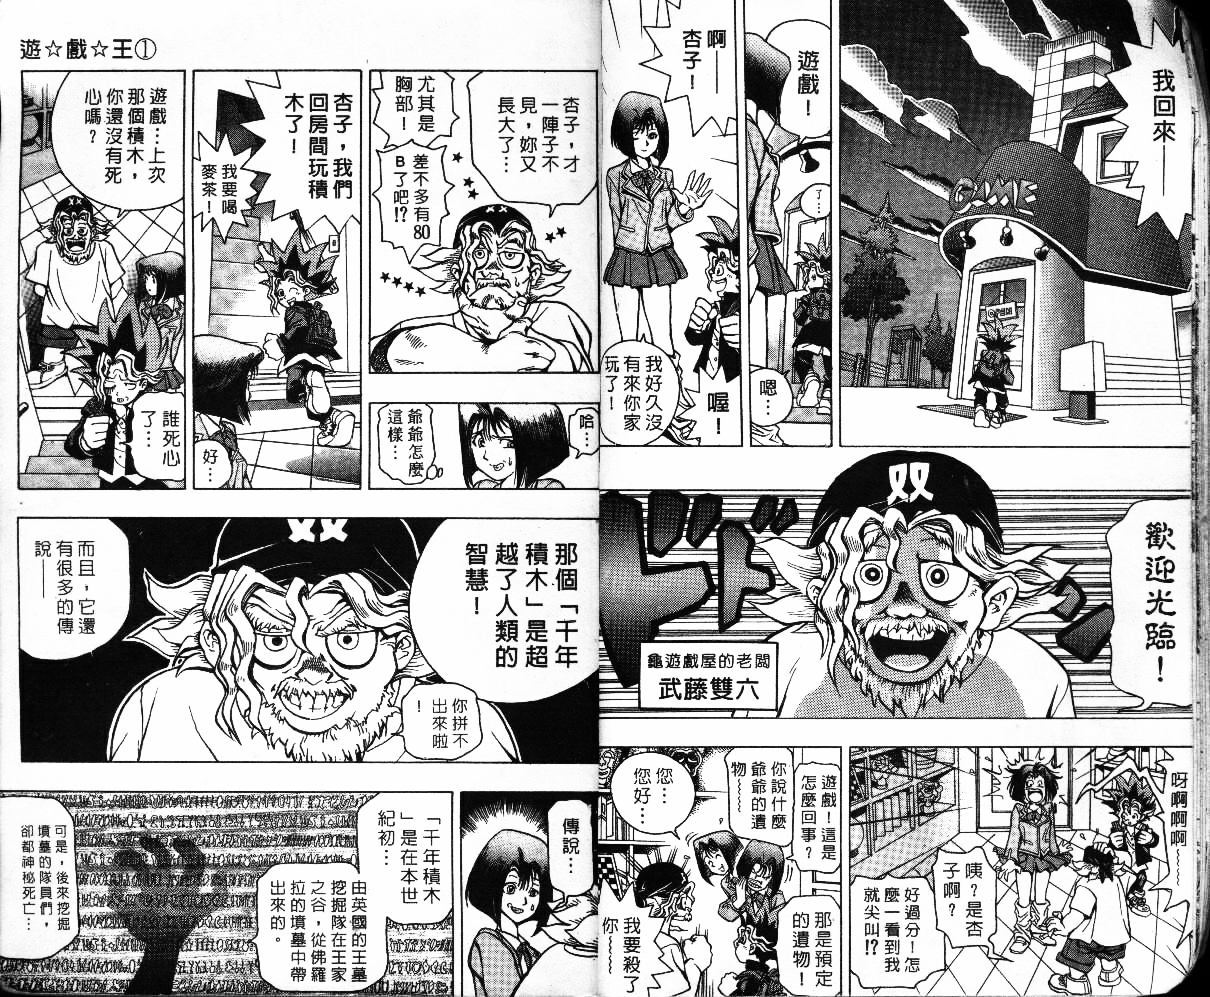 我回來──
GAME
OPEN
遊戲！
了…
嗯…
啊──
杏子！
喔！
我好久沒
有來你家
玩了！
歡迎光臨！
龜遊戲屋的老闆
武藤雙六
呀啊啊啊～
咦？是杏
子啊？
好過分！怎
麼一看到我
就尖叫!?
遊戲！這是
怎麼回事？
你說什麼
爺爺的遺
物～
那是預定
的遺物！
您…
您好…
我要殺了
你～
遊☆戲☆王①
杏子，才
一陣子不
見，妳又
長大了…
尤其是
胸部！
差不多有80
B了吧!?
哈…
爺爺怎麼
這樣…
杏子，我們
回房間玩積
木了！
我要喝
麥茶！
好…
遊戲…上次
那個積木，
你還沒有死
心嗎？
誰死心
了…
那個「千年
積木」是超
越了人類的
智慧！
你拼不
出來啦
！
而且，它還
有很多的傳
說──
傳說…
「千年積木
」是在本世
紀初…
由英國的王墓
挖掘隊在王家
之谷，從佛羅
拉的墳墓中帶
出來的。
可是，後來挖掘
墳墓的隊員們，
卻都神秘死亡…